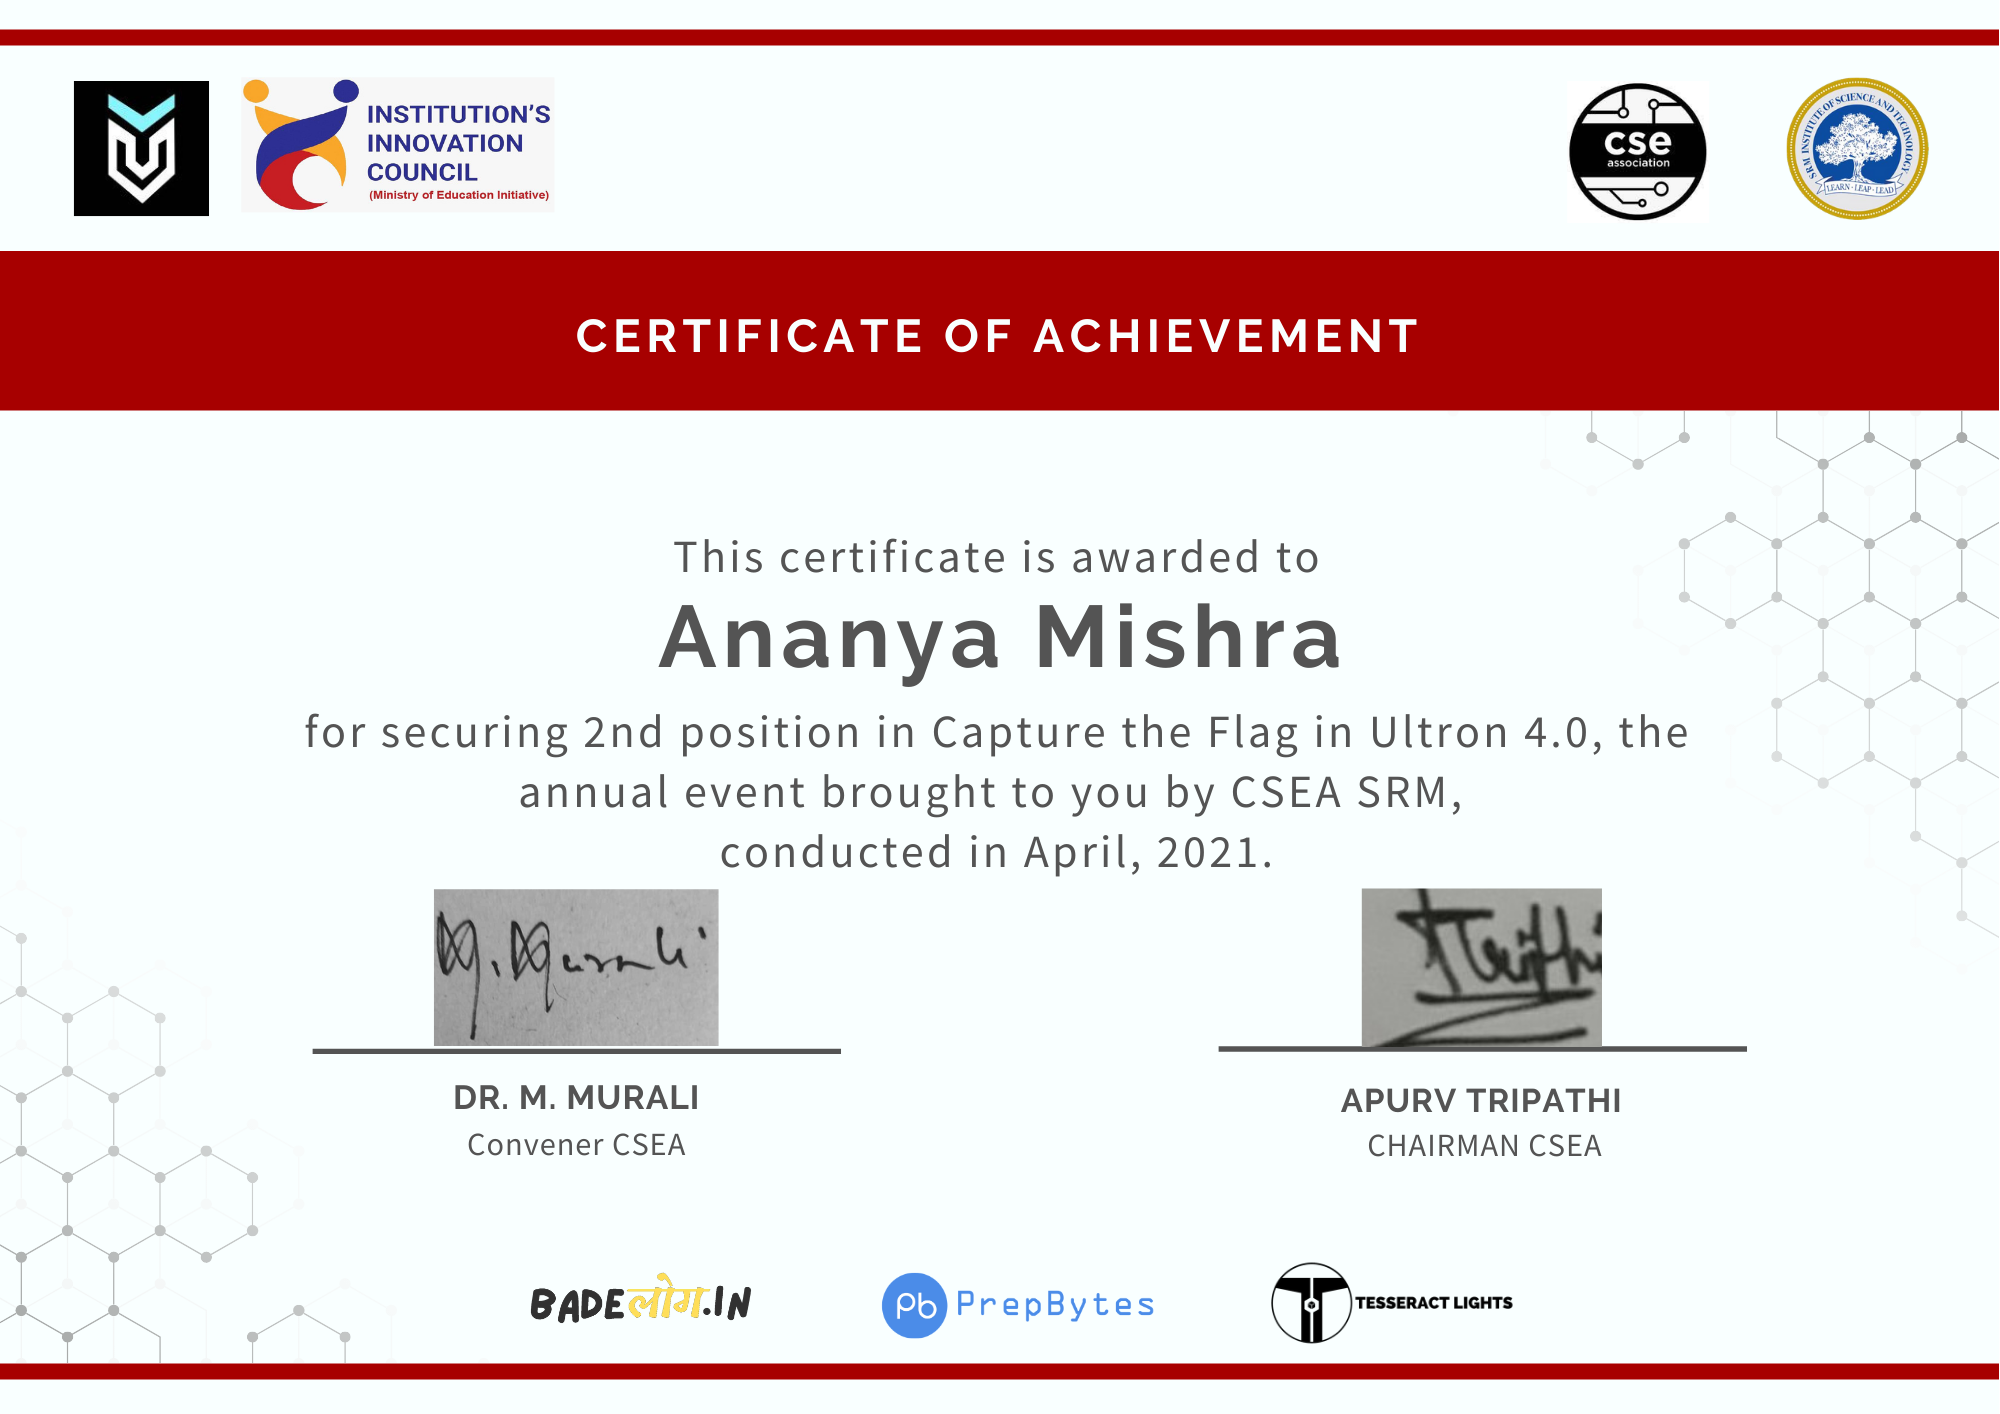 INSTITUTION'S
INNOVATION
COUNCIL
(Ministry of Education Initiative)
cse
association
SRM INSTITUTE OF SCIENCE AND TECHNOLOGY
LEARN - LEAP - LEAD
CERTIFICATE OF ACHIEVEMENT
This certificate is awarded to
Ananya Mishra
for securing 2nd position in Capture the Flag in Ultron 4.0, the
annual event brought to you by CSEA SRM,
conducted in April, 2021.
M. Murali
Tripathi
DR. M. MURALI
APURV TRIPATHI
Convener CSEA
CHAIRMAN CSEA
BADEलोग.IN
Pb PrepBytes
TESSERACT LIGHTS